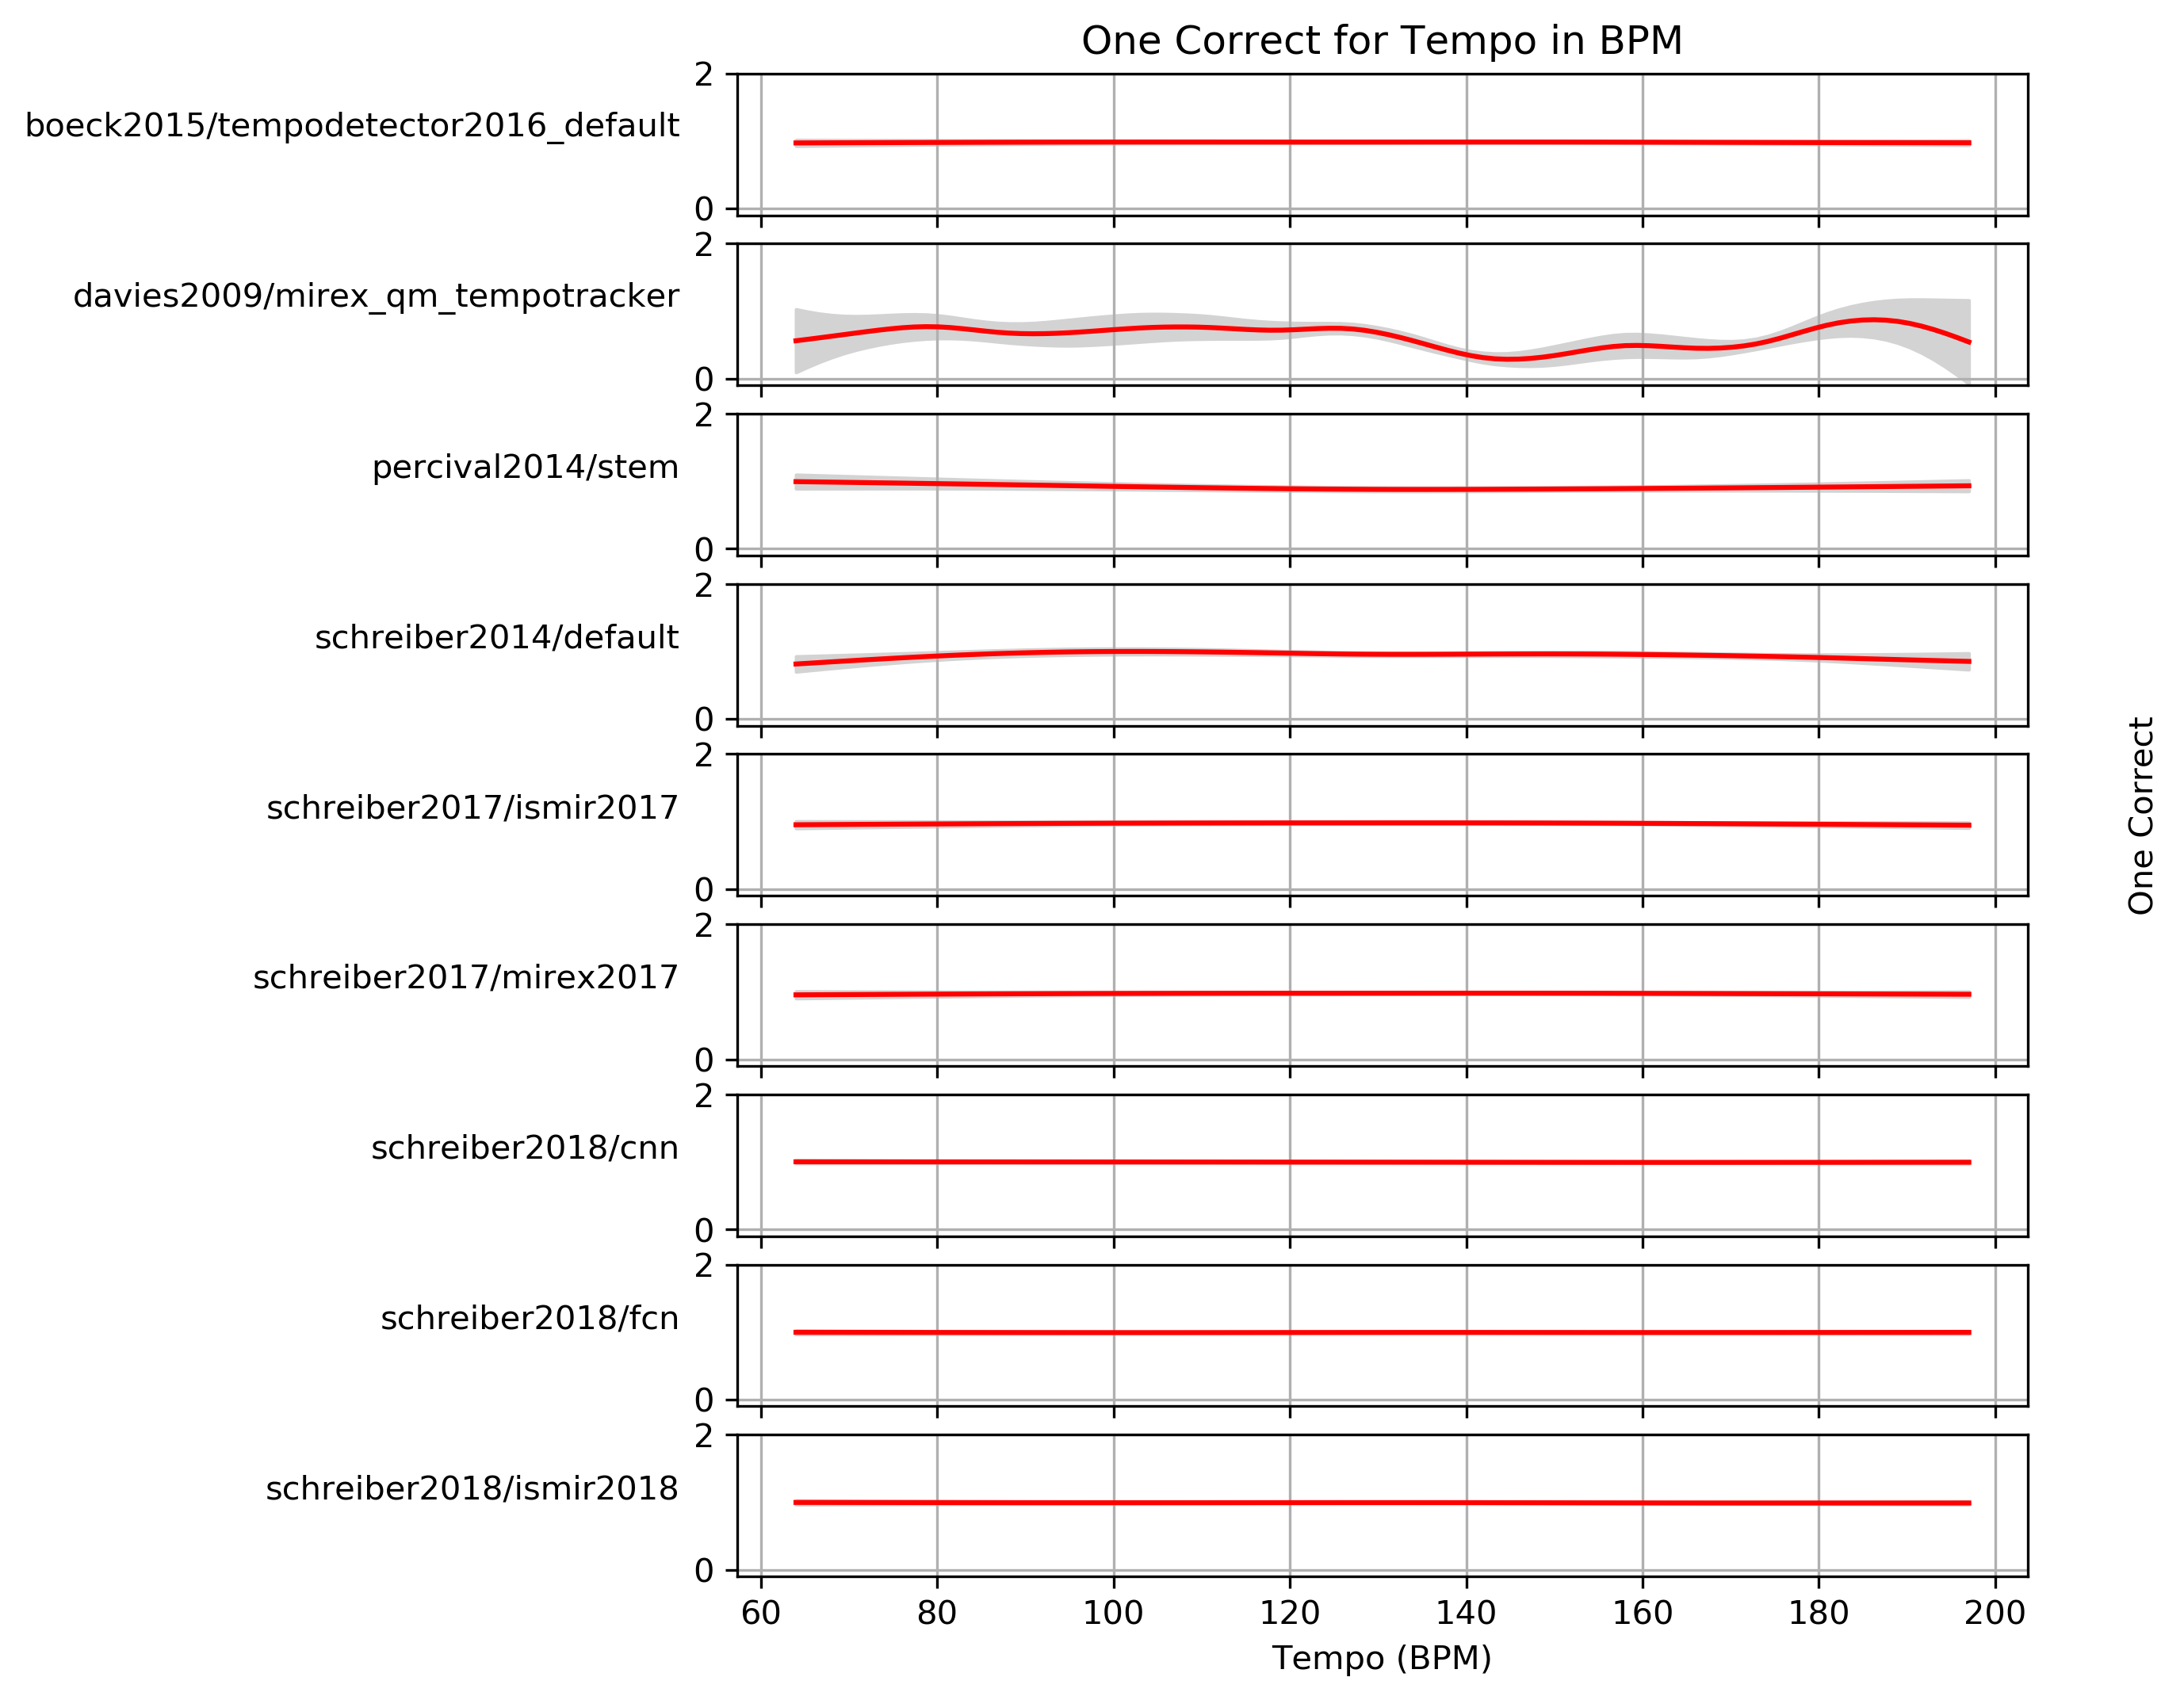 One Correct for Tempo in BPM
2
boeck2015/tempodetector2016_default
0
2
davies2009/mirex_qm_tempotracker
0
2
percival2014/stem
0
2
schreiber2014/default
0
2
schreiber2017/ismir2017
0
One Correct
2
schreiber2017/mirex2017
0
2
schreiber2018/cnn
0
2
schreiber2018/fcn
0
2
schreiber2018/ismir2018
0
60 80 100 120 140 160 180 200
Tempo (BPM)